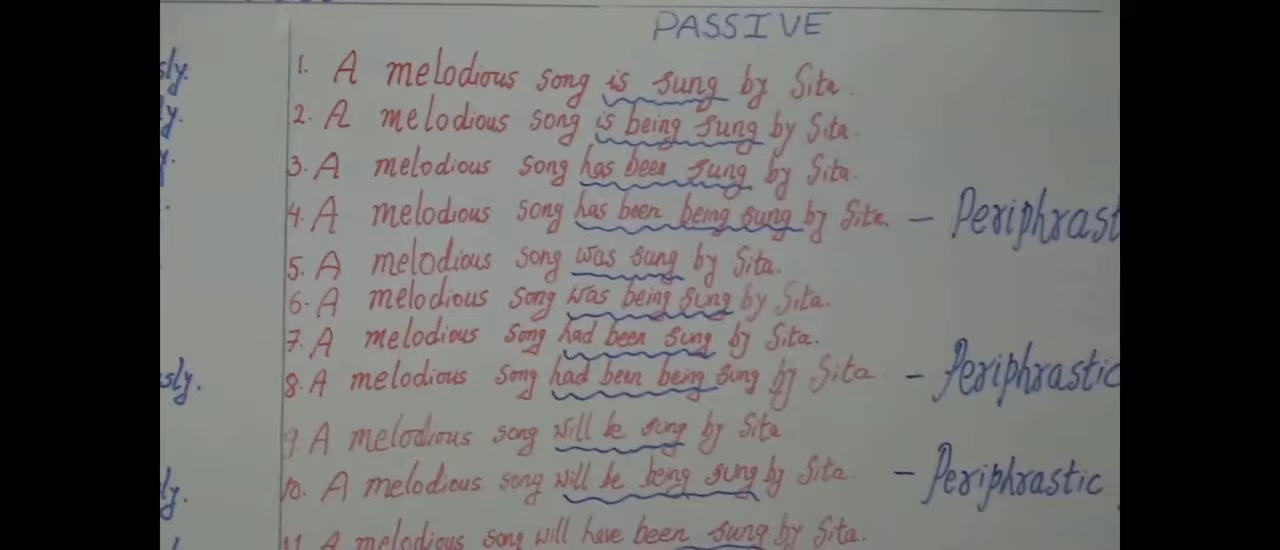 PASSIVE
sly. 1. A melodious song is sung by Sita.
ly. 2. A melodious song is being sung by Sita.
y. 3. A melodious song has been sung by Sita.
4. A melodious song has been being sung by Sita. - Periphrast
5. A melodious song was sung by Sita.
6. A melodious song was being sung by Sita.
7. A melodious song had been sung by Sita.
sly. 8. A melodious song had been being sung by Sita - Periphrastic
9. A melodious song will be sung by Sita
ly. 10. A melodious song will be being sung by Sita. - Periphrastic
11. A melodious song will have been sung by Sita.